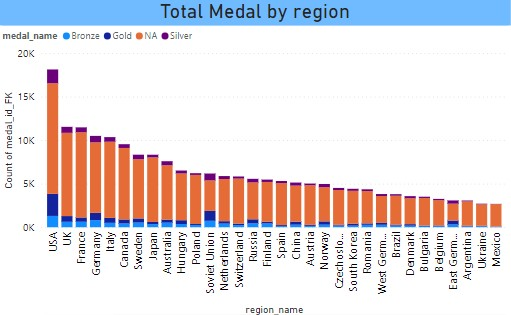 Total Medal by region
medal_name Bronze Gold NA Silver
20K
15K
10K
5K
0K
Count of medal_id_FK
USA
UK
France
Germany
Italy
Canada
Sweden
Japan
Australia
Hungary
Poland
Soviet Union
Netherlands
Switzerland
Russia
Finland
Spain
China
Austria
Norway
Czechoslo...
South Korea
Romania
West Germ...
Brazil
Denmark
Bulgaria
Belgium
East Germ...
Argentina
Ukraine
Mexico
region_name